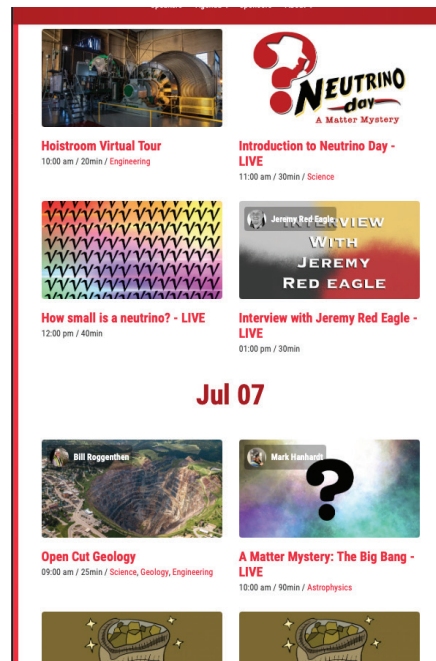 Hoistroom Virtual Tour
10:00 am / 20min / Engineering
NEUTRINO
day
A Matter Mystery
Introduction to Neutrino Day -
LIVE
11:00 am / 30min / Science
How small is a neutrino? - LIVE
12:00 pm / 40min
Jeremy Red Eagle
INTERVIEW
WITH
JEREMY
RED EAGLE
Interview with Jeremy Red Eagle -
LIVE
01:00 pm / 30min
Jul 07
Bill Roggenthen
Open Cut Geology
09:00 am / 25min / Science, Geology, Engineering
Mark Hanhardt
?
A Matter Mystery: The Big Bang -
LIVE
10:00 am / 90min / Astrophysics